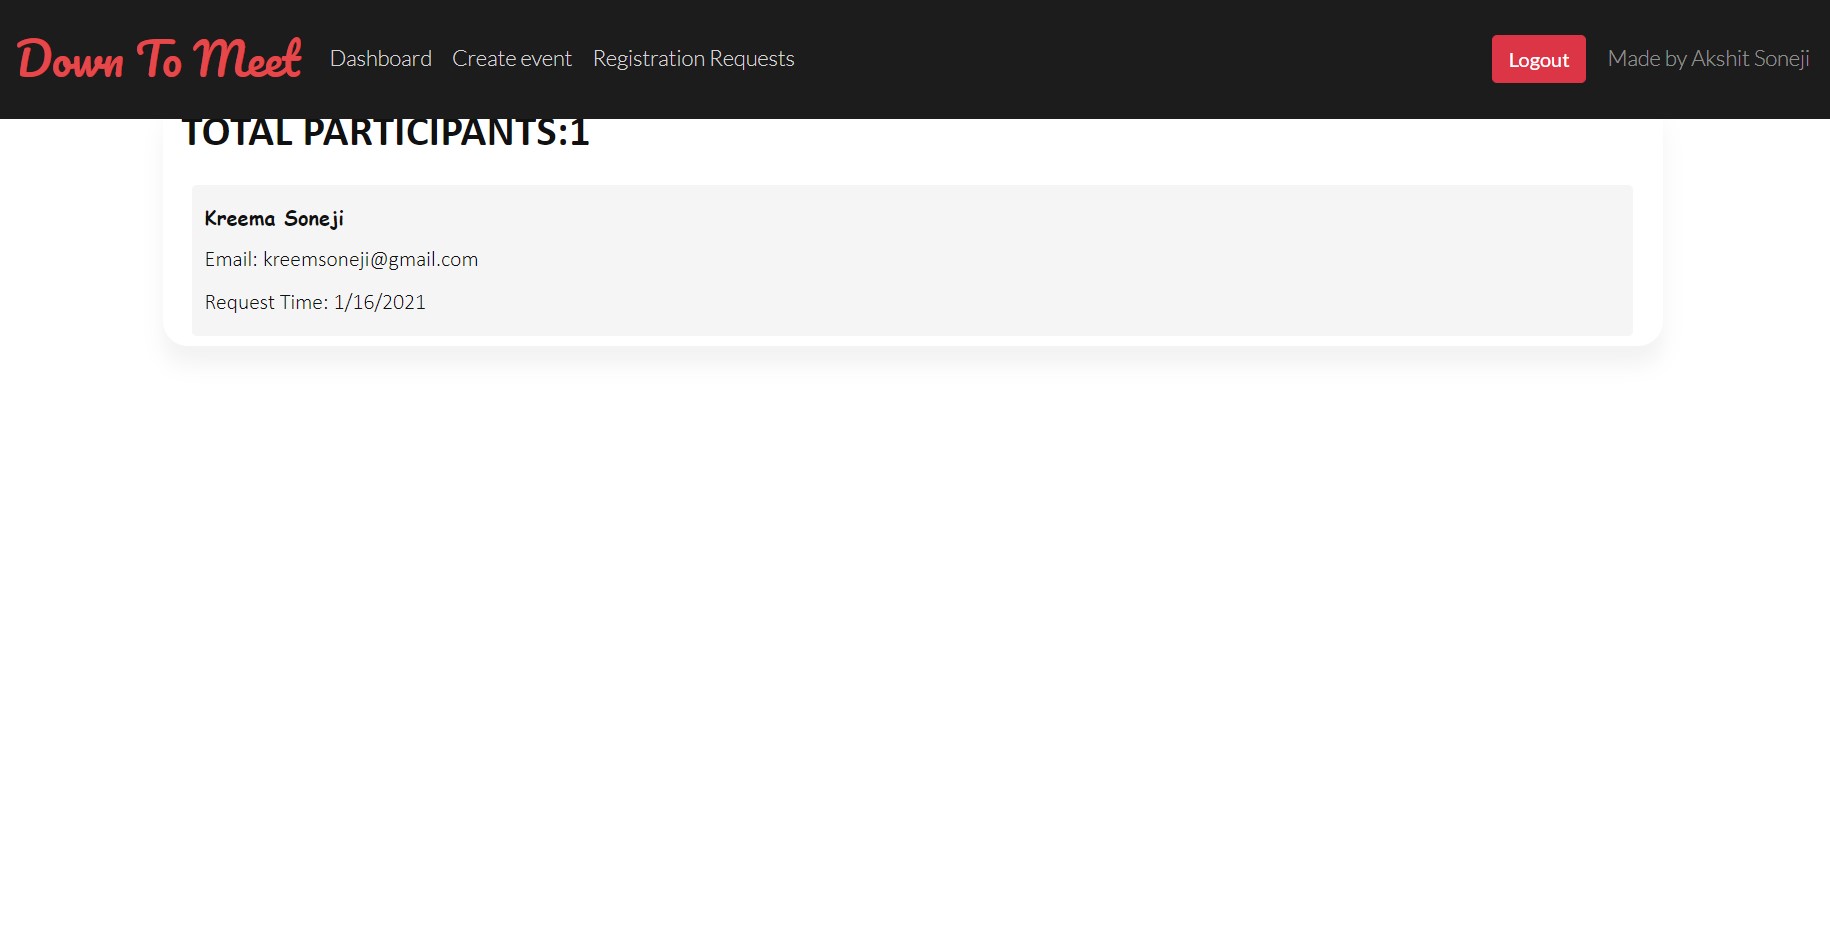 Down To Meet Dashboard Create event Registration Requests Logout Made by Akshit Soneji
TOTAL PARTICIPANTS:1
Kreema Soneji
Email: kreemsoneji@gmail.com
Request Time: 1/16/2021